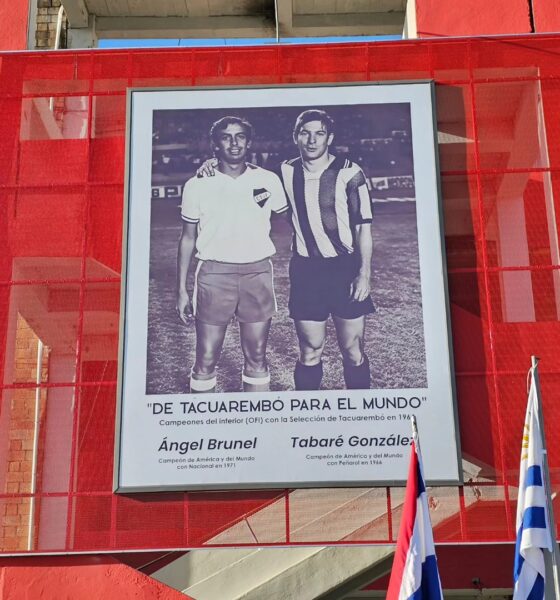 "DE TACUAREMBÓ PARA EL MUNDO"
Campeones del Interior (OFI) con la Selección de Tacuarembó en
Ángel Brunel
Tabaré González
Campeón de América y del Mundo
con Nacional en 1971
Campeón de América y del Mundo
con Peñarol en 1966